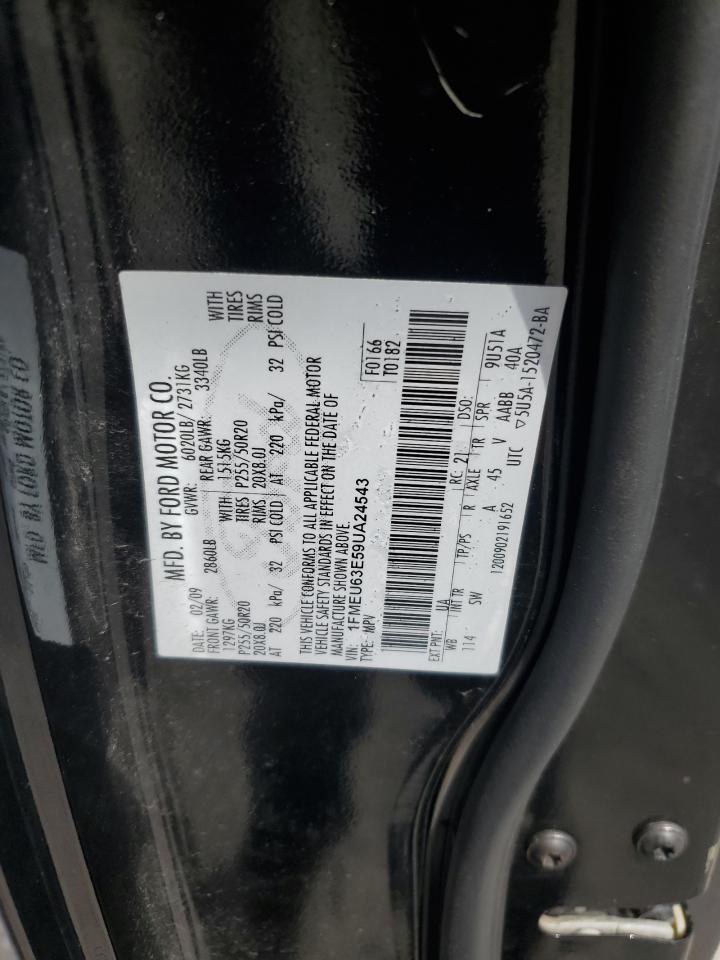 MFD. BY FORD MOTOR CO.
DATE: 02/09 GVWR: 6020LB/ 2731KG
FRONT GAWR: 2860LB REAR GAWR: 3340LB
1297KG WITH 1515KG WITH
P255/50R20 TIRES P255/50R20 TIRES
20X8.0J RIMS 20X8.0J RIMS
AT 220 kPa/ 32 PSI COLD AT 220 kPa/ 32 PSI COLD
THIS VEHICLE CONFORMS TO ALL APPLICABLE FEDERAL MOTOR
VEHICLE SAFETY STANDARDS IN EFFECT ON THE DATE OF
MANUFACTURE SHOWN ABOVE.
VIN: 1FMEU63E59UA24543
TYPE: MPV
F0166
T0182
EXT PNT: UA RC: 21 DSO:
WB INT TR TP/PS R AXLE TR SPR 9U51A
114 SW A 45 V AABB 40A
1200902191652 UTC ▽5U5A-1520472-BA